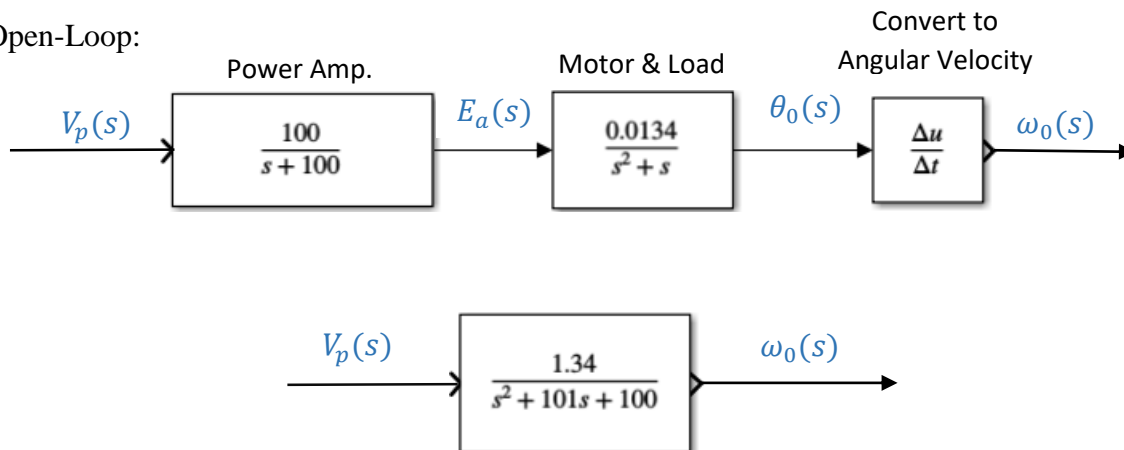 Open-Loop:
Power Amp.
Motor & Load
Convert to
Angular Velocity
V_p(s)
100
s + 100
E_a(s)
0.0134
s² + s
θ_0(s)
Δu
Δt
ω_0(s)
V_p(s)
1.34
s² + 101s + 100
ω_0(s)